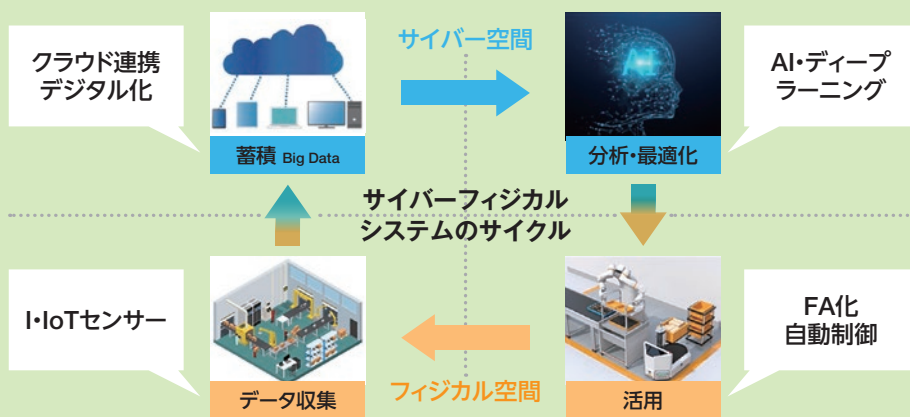 クラウド連携
デジタル化
サイバー空間
AI
AI・ディープ
ラーニング
蓄積 Big Data
分析・最適化
サイバーフィジカル
システムのサイクル
I・IoTセンサー
FA化
自動制御
データ収集
フィジカル空間
活用